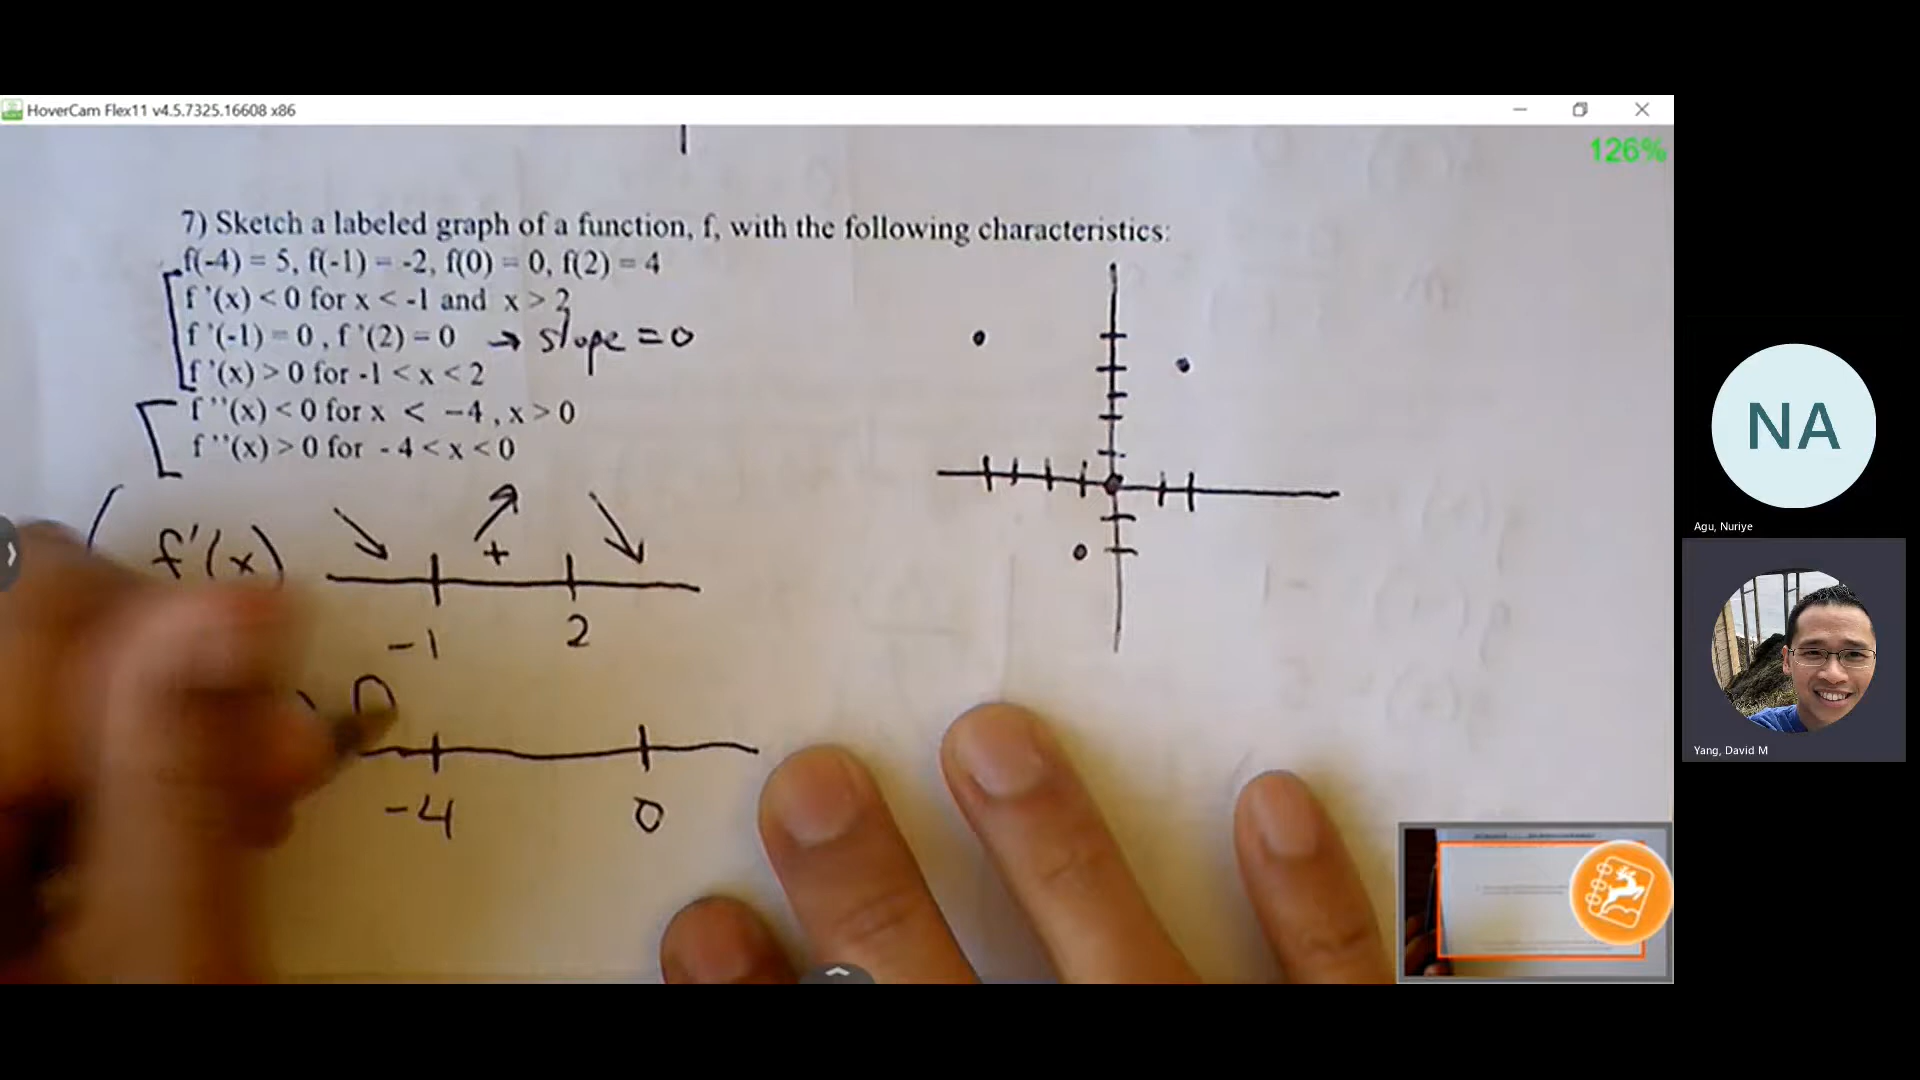 HoverCam Flex11 v4.5.7325.16608 x86
126%
7) Sketch a labeled graph of a function, f, with the following characteristics:
f(-4) = 5, f(-1) = -2, f(0) = 0, f(2) = 4
f '(x) < 0 for x < -1 and x > 2
f '(-1) = 0 , f '(2) = 0 → slope = 0
f '(x) > 0 for -1 < x < 2
f ''(x) < 0 for x < -4 , x > 0
f ''(x) > 0 for - 4 < x < 0
f'(x)
+
-1 2
-4 0
NA
Agu, Nuriye
Yang, David M